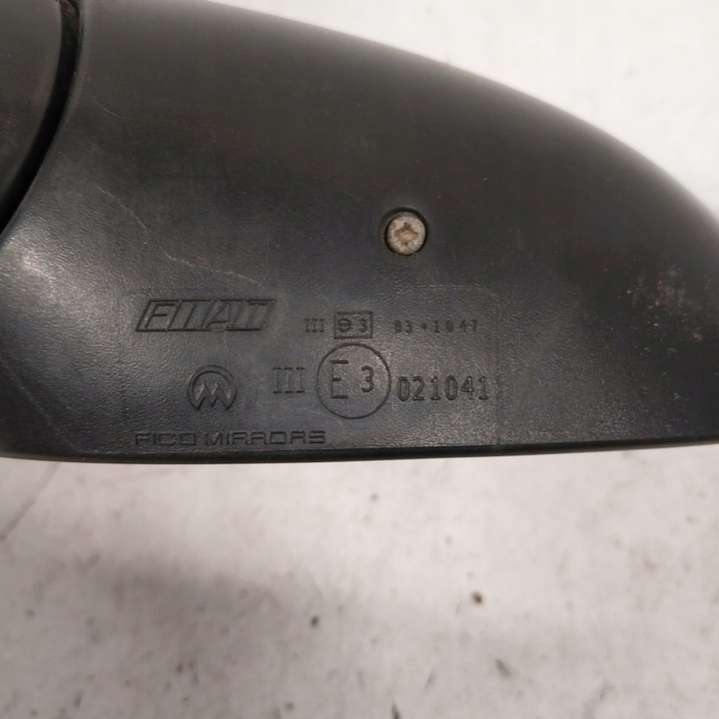 FIAT III e3 03*1047
III E3 021041
FICO MIRRORS